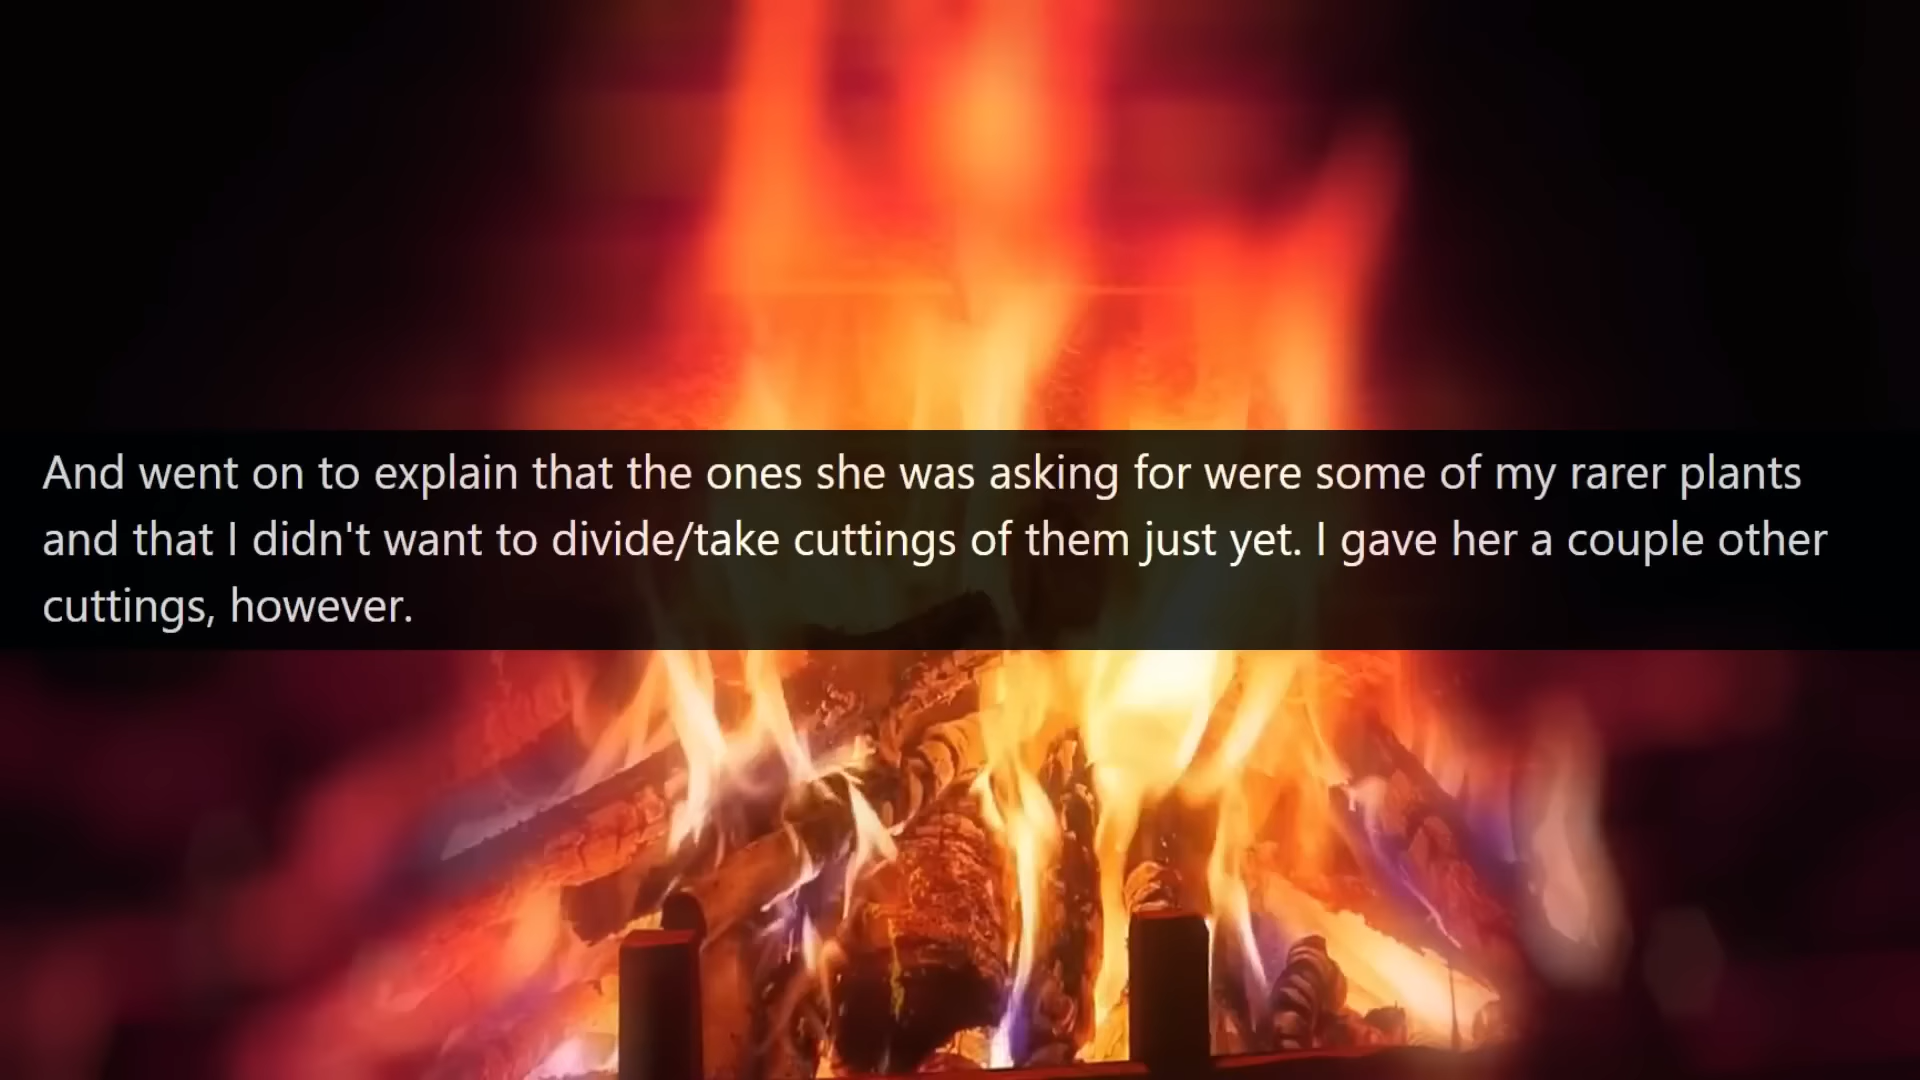 And went on to explain that the ones she was asking for were some of my rarer plants
and that I didn't want to divide/take cuttings of them just yet. I gave her a couple other
cuttings, however.